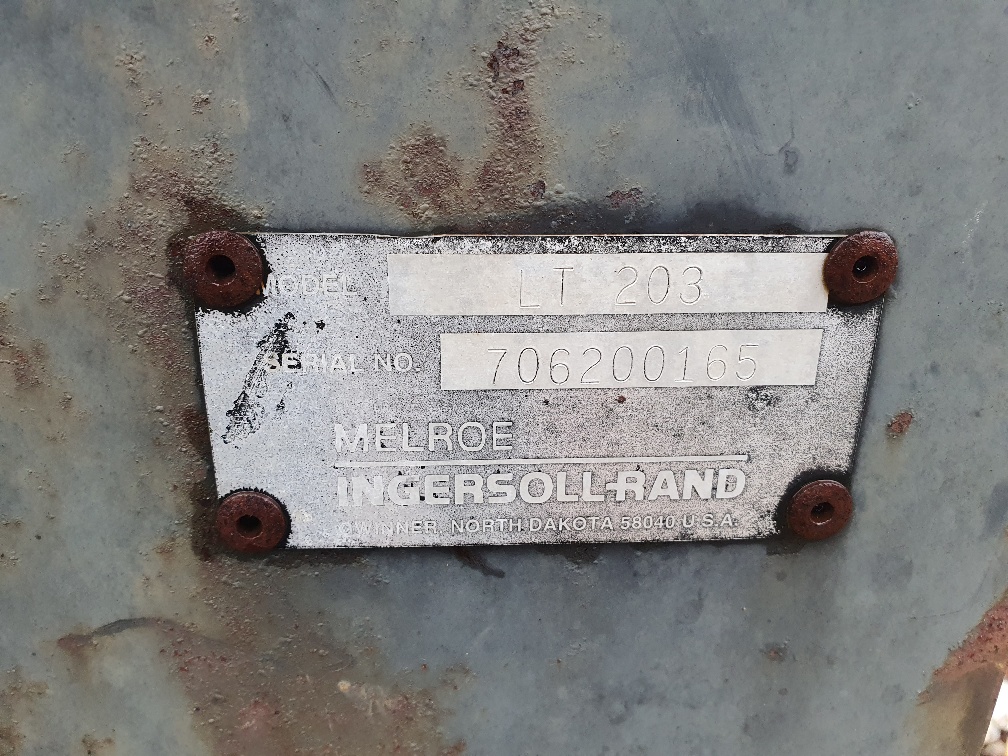 MODEL LT 203
SERIAL NO. 706200165
MELROE
INGERSOLL-RAND
GWINNER, NORTH DAKOTA 58040 U.S.A.